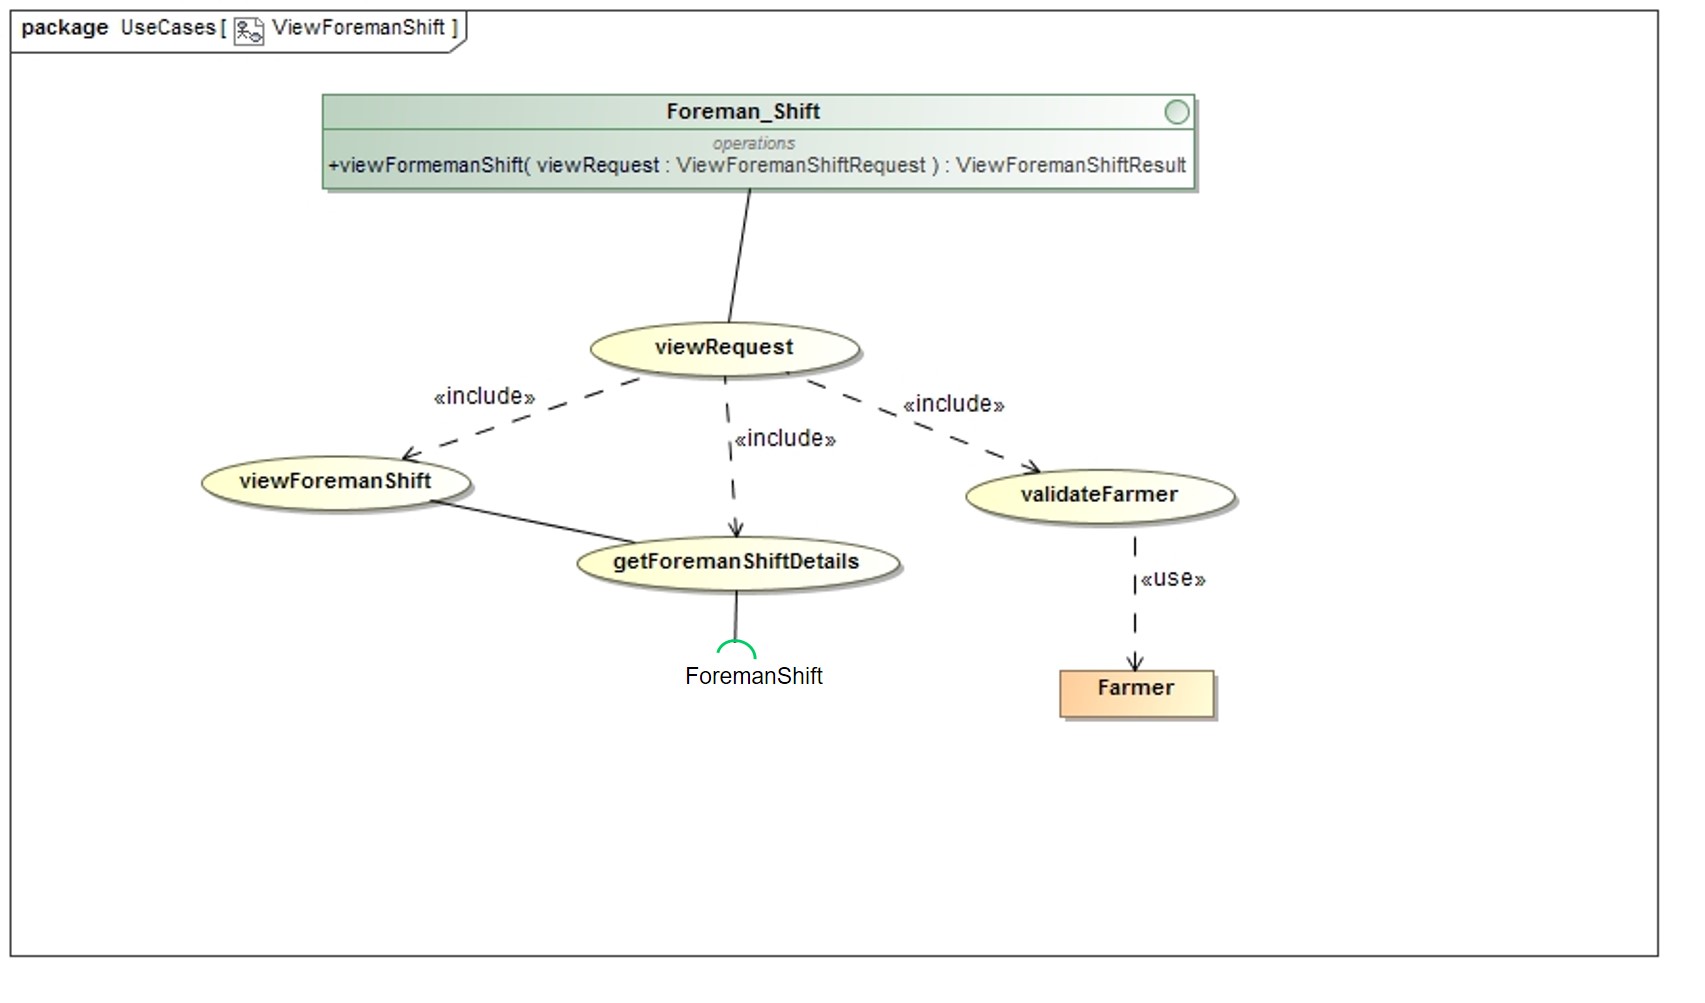 package UseCases [ ViewForemanShift ]
Foreman_Shift
operations
+viewFormemanShift( viewRequest : ViewForemanShiftRequest ) : ViewForemanShiftResult
viewRequest
«include»
«include»
«include»
viewForemanShift
validateFarmer
getForemanShiftDetails
«use»
ForemanShift
Farmer